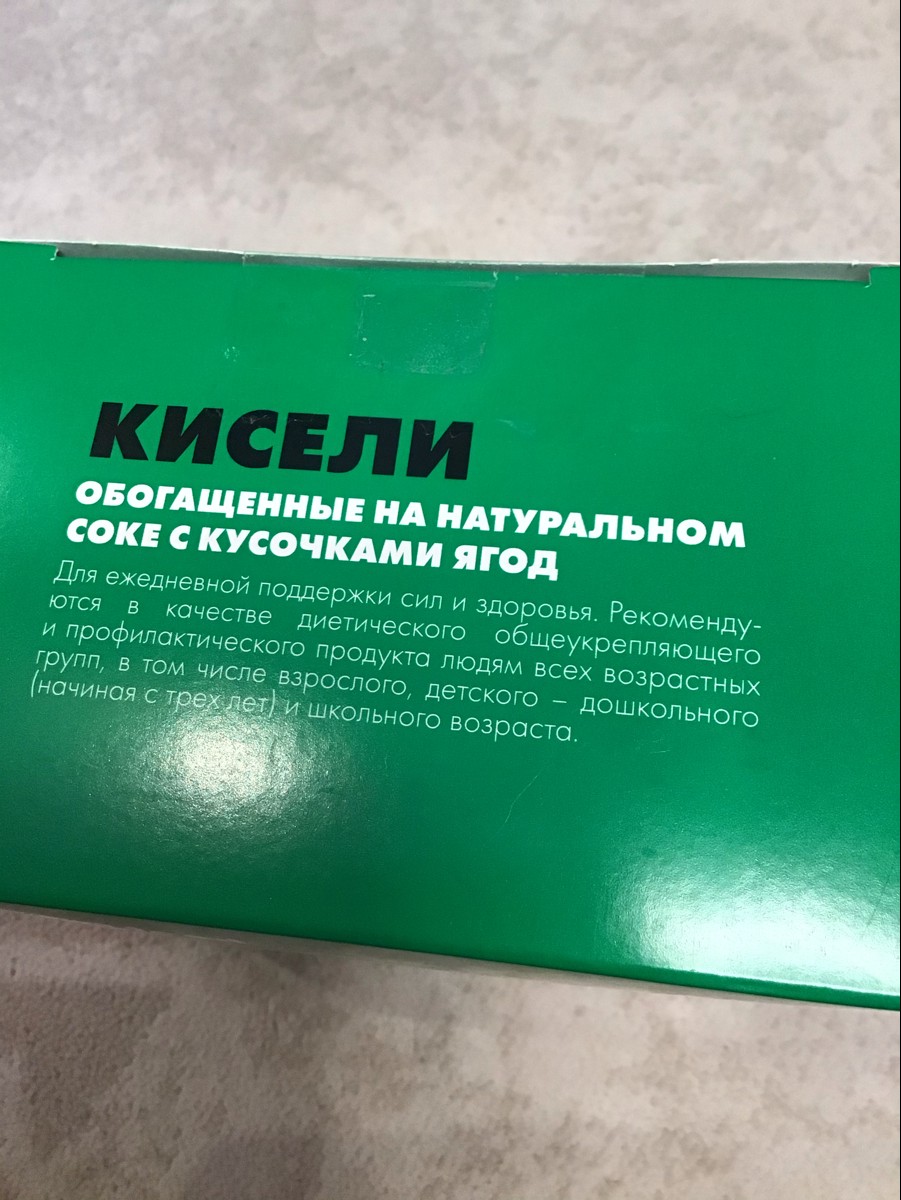 КИСЕЛИ
ОБОГАЩЕННЫЕ НА НАТУРАЛЬНОМ
СОКЕ С КУСОЧКАМИ ЯГОД
Для ежедневной поддержки сил и здоровья. Рекоменду-
ются в качестве диетического общеукрепляющего
и профилактического продукта людям всех возрастных
групп, в том числе взрослого, детского – дошкольного
(начиная с трех лет) и школьного возраста.